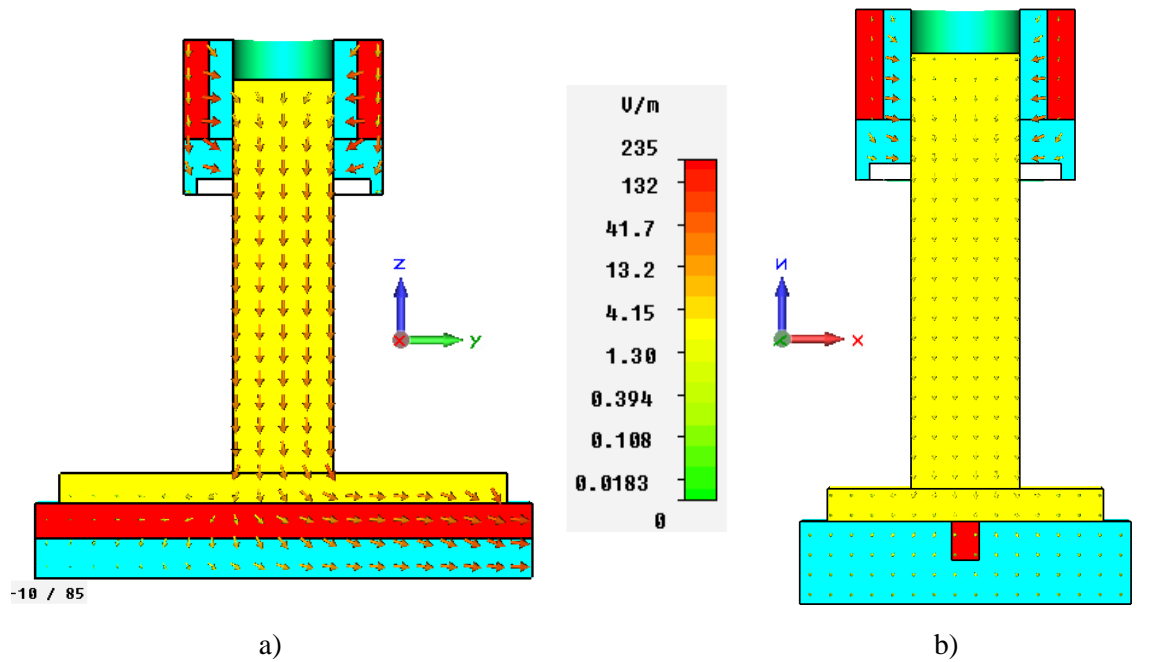 V/m
235
132
41.7
13.2
4.15
1.30
0.394
0.108
0.0183
0
z
y
x
z
x
y
-10 / 85
a)
b)